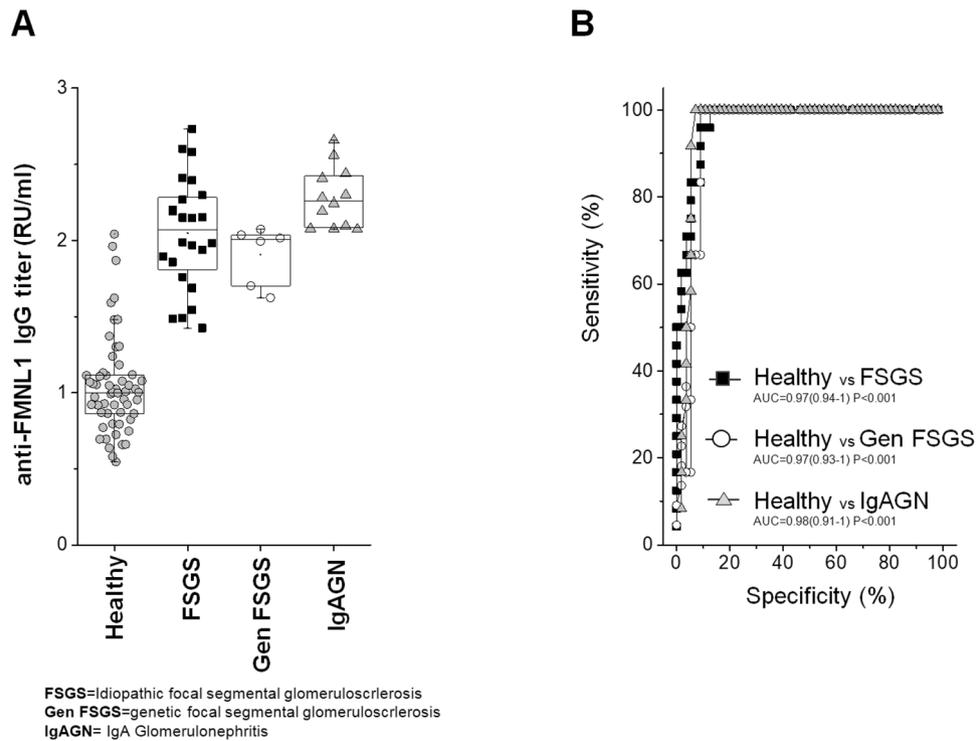 A
B
3
2
1
0
anti-FMNL1 IgG titer (RU/ml)
Healthy
FSGS
Gen FSGS
IgAGN
FSGS=Idiopathic focal segmental glomeruloscrlerosis
Gen FSGS=genetic focal segmental glomeruloscrlerosis
IgAGN= IgA Glomerulonephritis
100
80
60
40
20
0
Sensitivity (%)
Healthy vs FSGS
AUC=0.97(0.94-1) P<0.001
Healthy vs Gen FSGS
AUC=0.97(0.93-1) P<0.001
Healthy vs IgAGN
AUC=0.98(0.91-1) P<0.001
0 20 40 60 80 100
Specificity (%)